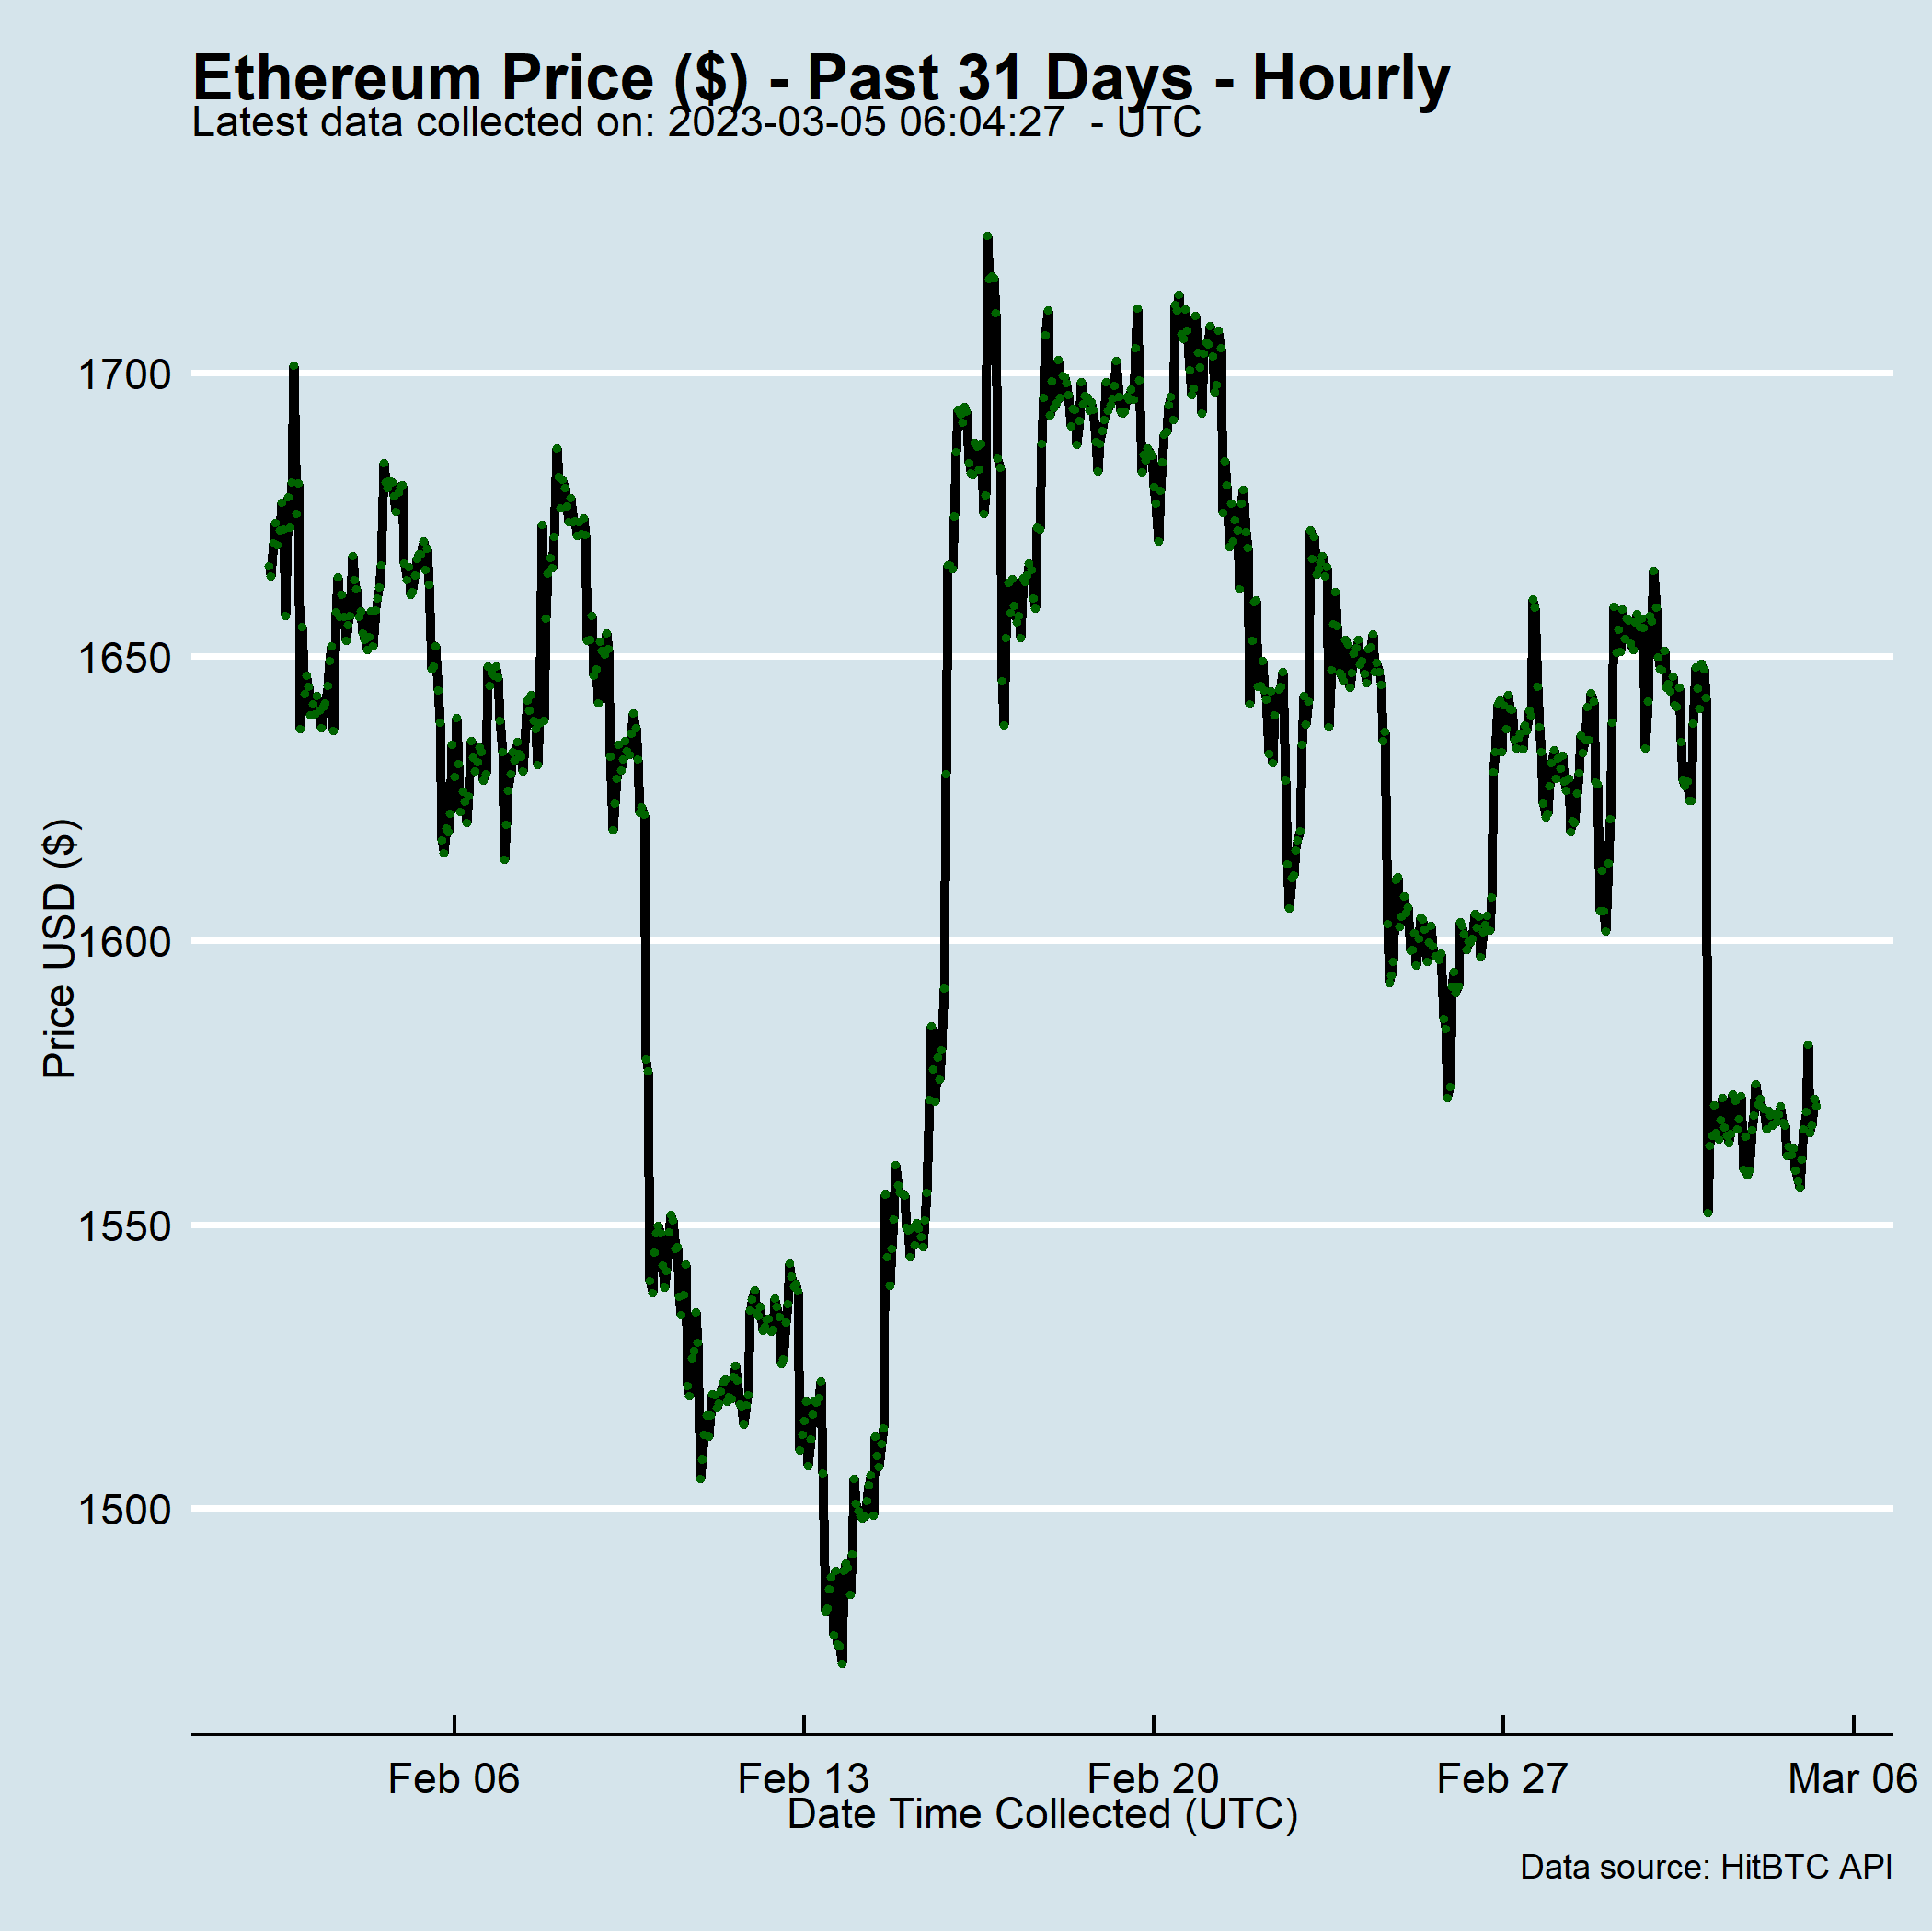 Ethereum Price ($) - Past 31 Days - Hourly
Latest data collected on: 2023-03-05 06:04:27  - UTC
Price USD ($)
1700
1650
1600
1550
1500
Feb 06 Feb 13 Feb 20 Feb 27 Mar 06
Date Time Collected (UTC)
Data source: HitBTC API